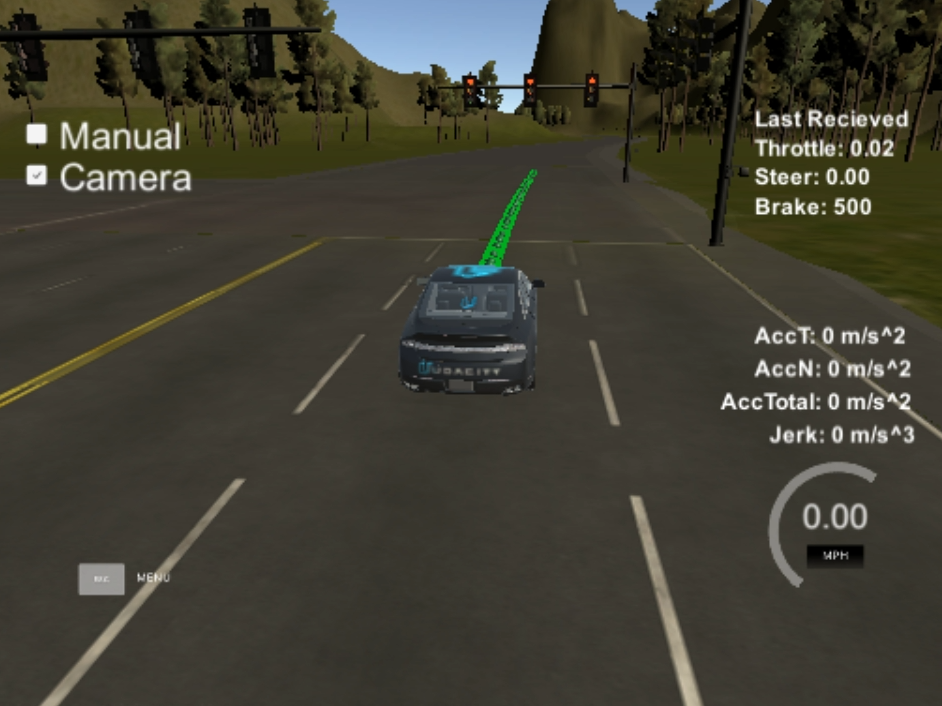 Manual
Camera
Last Recieved
Throttle: 0.02
Steer: 0.00
Brake: 500
UDACITY
AccT: 0 m/s^2
AccN: 0 m/s^2
AccTotal: 0 m/s^2
Jerk: 0 m/s^3
0.00
MPH
MENU